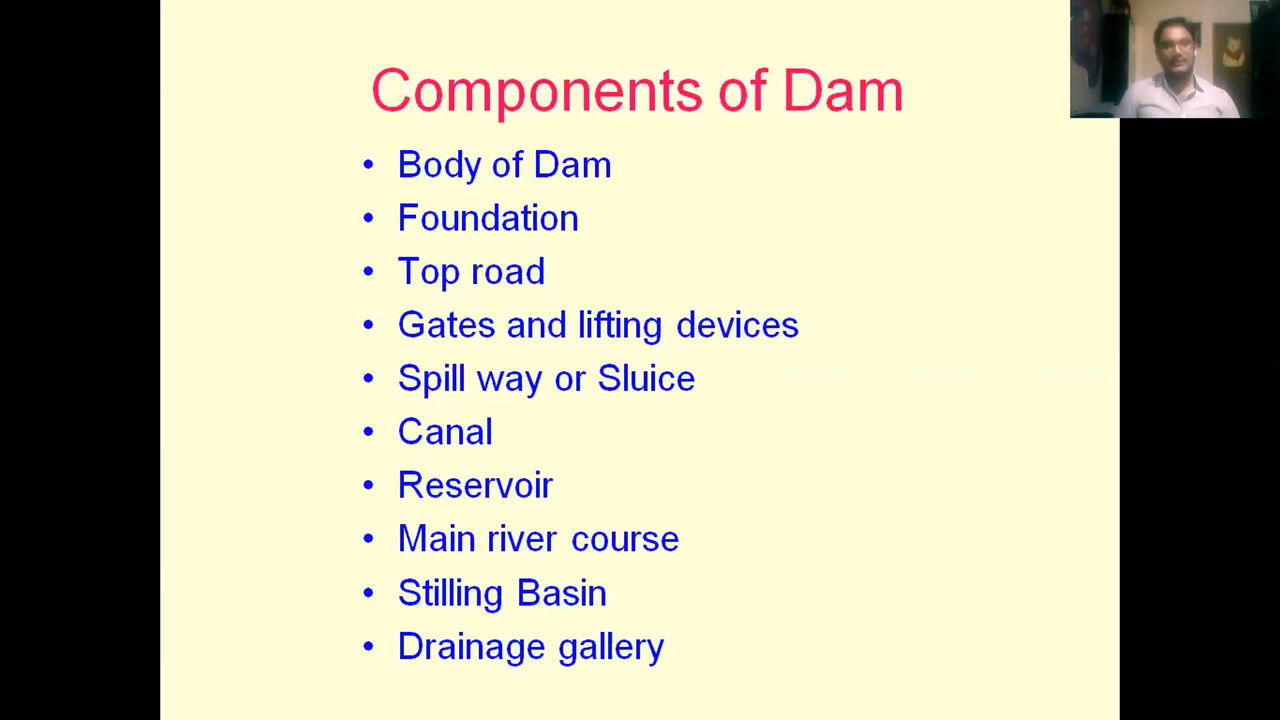 Components of Dam
• Body of Dam
• Foundation
• Top road
• Gates and lifting devices
• Spill way or Sluice
• Canal
• Reservoir
• Main river course
• Stilling Basin
• Drainage gallery